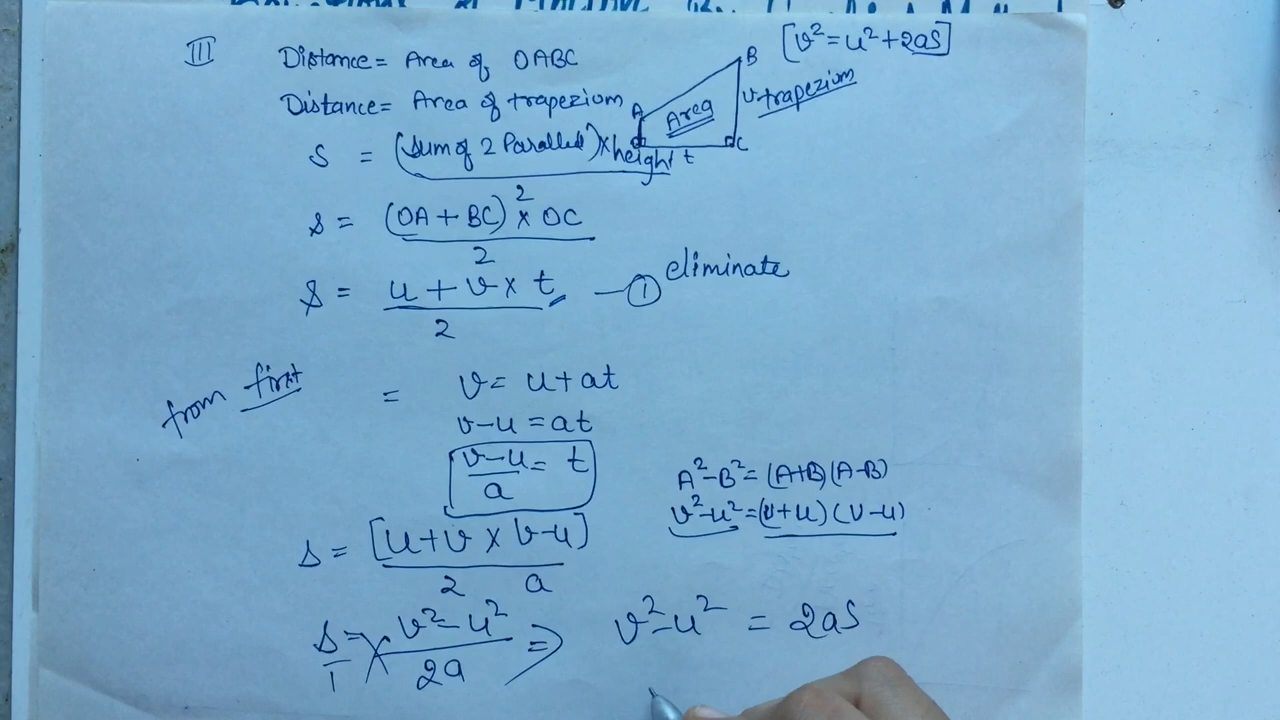 III
[v²=u²+2as]
Distance= Area of OABC
Distance= Area of trapezium
B
v trapezium
A
Area
C
t
S = (Sum of 2 Parallel)×height
2
S = (OA+BC) × OC
2
S = u+v× t —① eliminate
2
from first = v= u+at
v-u =at
v-u = t
a
A²-B²=(A+B)(A-B)
v²-u²=(v+u)(v-u)
s = [u+v × v-u]
2 a
s = v²-u² ⇒ v²-u² = 2as
1 2a